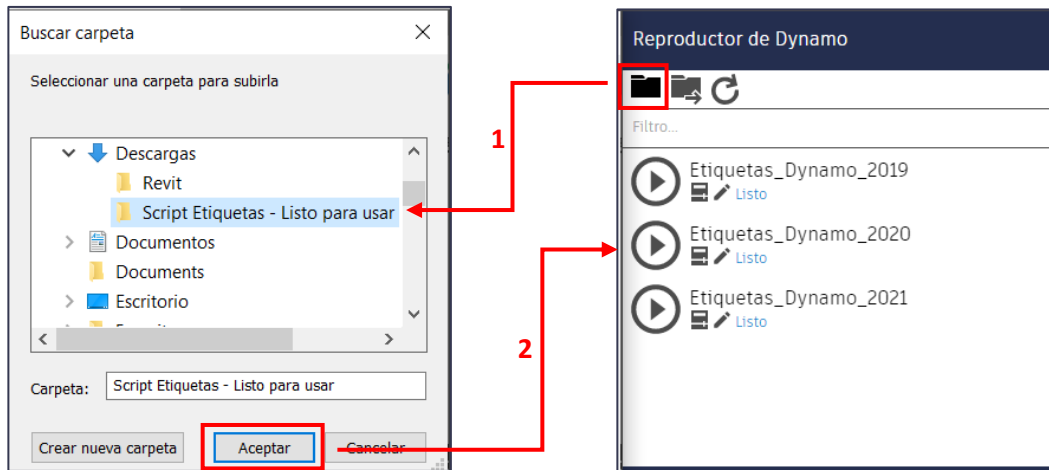 Buscar carpeta
Seleccionar una carpeta para subirla
Descargas
Revit
Script Etiquetas - Listo para usar
Documentos
Documents
Escritorio
Carpeta: Script Etiquetas - Listo para usar
Crear nueva carpeta Aceptar Cancelar
1
2
Reproductor de Dynamo
Filtro...
Etiquetas_Dynamo_2019
Listo
Etiquetas_Dynamo_2020
Listo
Etiquetas_Dynamo_2021
Listo